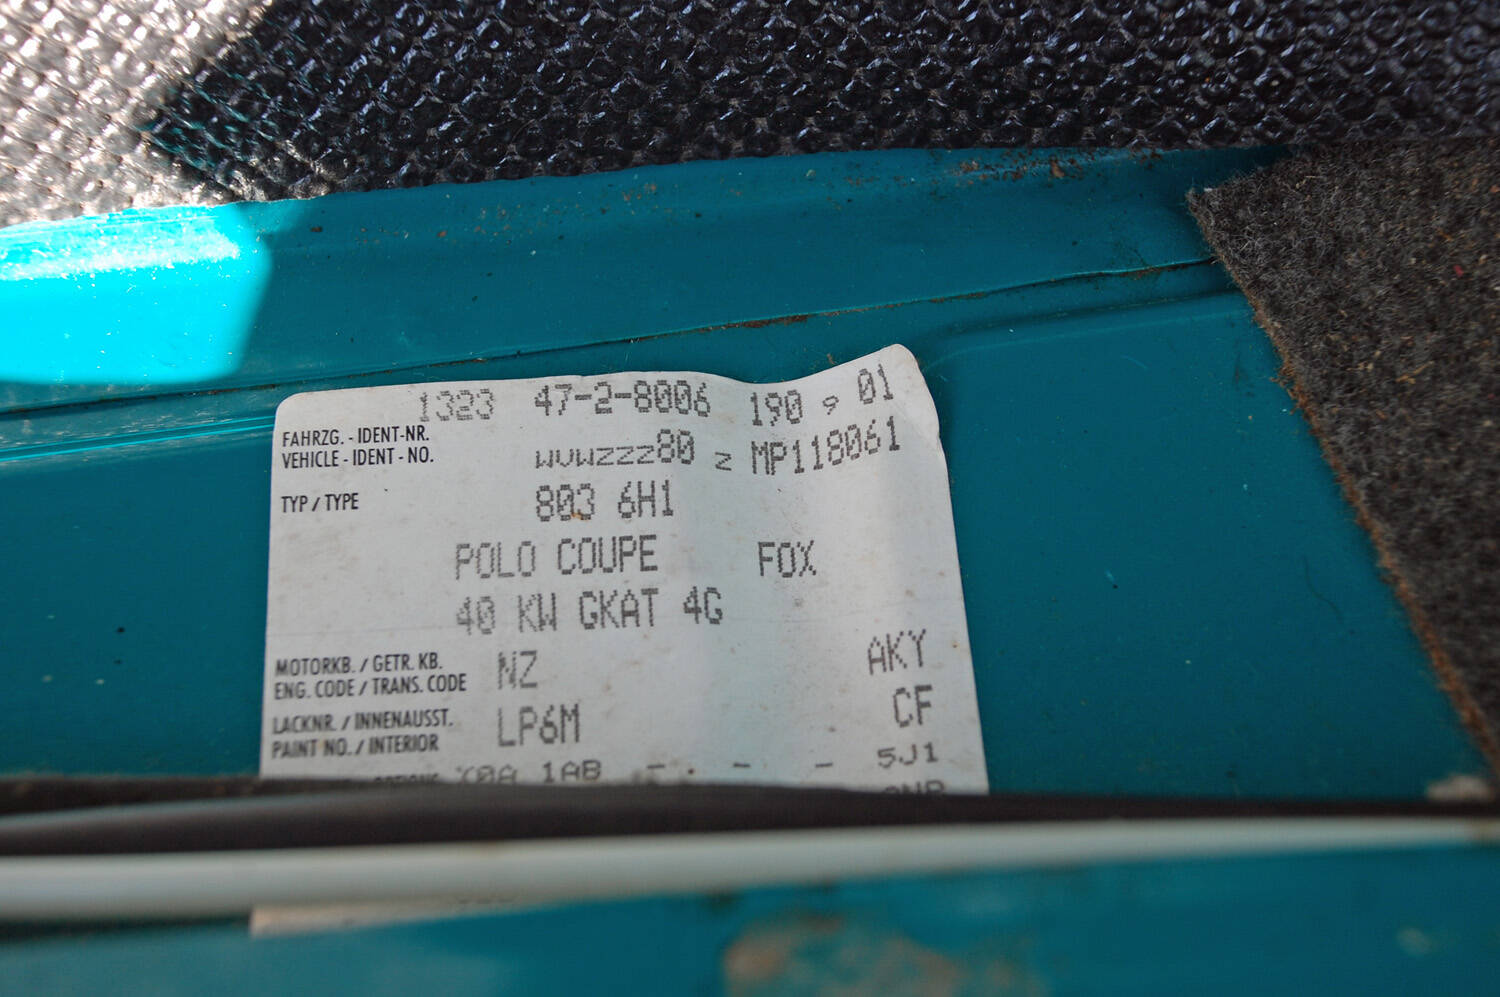 1323 47-2-8006 190 9 01
FAHRZG. - IDENT-NR.
VEHICLE - IDENT - NO. WVWZZZ80 Z MP118061
TYP / TYPE 803 6H1
POLO COUPE FOX
40 KW GKAT 4G
MOTORKB. / GETR. KB.
ENG. CODE / TRANS. CODE NZ AKY
LACKNR. / INNENAUSST.
PAINT NO. / INTERIOR LP6M CF
X0A 1AB - - - 5J1